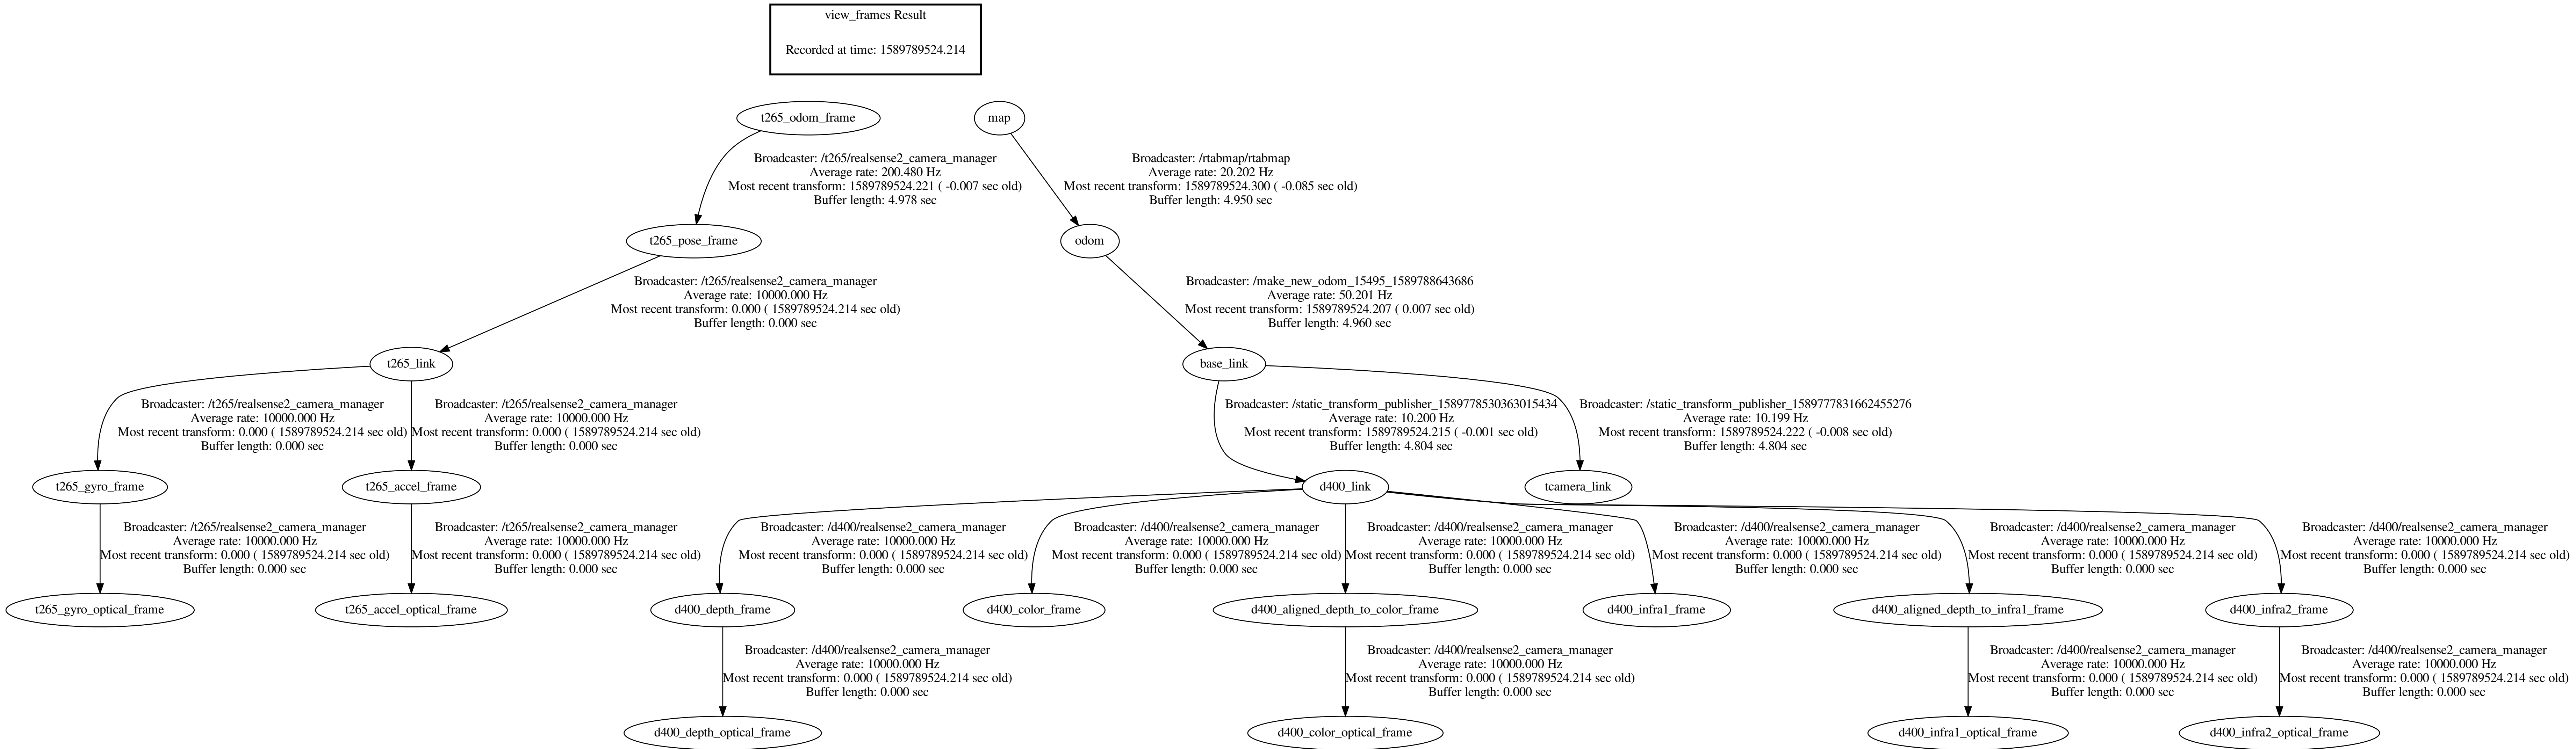 view_frames Result
Recorded at time: 1589789524.214
t265_odom_frame
map
Broadcaster: /t265/realsense2_camera_manager
Average rate: 200.480 Hz
Most recent transform: 1589789524.221 ( -0.007 sec old)
Buffer length: 4.978 sec
Broadcaster: /rtabmap/rtabmap
Average rate: 20.202 Hz
Most recent transform: 1589789524.300 ( -0.085 sec old)
Buffer length: 4.950 sec
t265_pose_frame
odom
Broadcaster: /t265/realsense2_camera_manager
Average rate: 10000.000 Hz
Most recent transform: 0.000 ( 1589789524.214 sec old)
Buffer length: 0.000 sec
Broadcaster: /make_new_odom_15495_1589788643686
Average rate: 50.201 Hz
Most recent transform: 1589789524.207 ( 0.007 sec old)
Buffer length: 4.960 sec
t265_link
base_link
Broadcaster: /t265/realsense2_camera_manager
Average rate: 10000.000 Hz
Most recent transform: 0.000 ( 1589789524.214 sec old)
Buffer length: 0.000 sec
Broadcaster: /t265/realsense2_camera_manager
Average rate: 10000.000 Hz
Most recent transform: 0.000 ( 1589789524.214 sec old)
Buffer length: 0.000 sec
Broadcaster: /static_transform_publisher_1589778530363015434
Average rate: 10.200 Hz
Most recent transform: 1589789524.215 ( -0.001 sec old)
Buffer length: 4.804 sec
Broadcaster: /static_transform_publisher_1589777831662455276
Average rate: 10.199 Hz
Most recent transform: 1589789524.222 ( -0.008 sec old)
Buffer length: 4.804 sec
t265_gyro_frame
t265_accel_frame
d400_link
tcamera_link
Broadcaster: /t265/realsense2_camera_manager
Average rate: 10000.000 Hz
Most recent transform: 0.000 ( 1589789524.214 sec old)
Buffer length: 0.000 sec
Broadcaster: /t265/realsense2_camera_manager
Average rate: 10000.000 Hz
Most recent transform: 0.000 ( 1589789524.214 sec old)
Buffer length: 0.000 sec
Broadcaster: /d400/realsense2_camera_manager
Average rate: 10000.000 Hz
Most recent transform: 0.000 ( 1589789524.214 sec old)
Buffer length: 0.000 sec
Broadcaster: /d400/realsense2_camera_manager
Average rate: 10000.000 Hz
Most recent transform: 0.000 ( 1589789524.214 sec old)
Buffer length: 0.000 sec
Broadcaster: /d400/realsense2_camera_manager
Average rate: 10000.000 Hz
Most recent transform: 0.000 ( 1589789524.214 sec old)
Buffer length: 0.000 sec
Broadcaster: /d400/realsense2_camera_manager
Average rate: 10000.000 Hz
Most recent transform: 0.000 ( 1589789524.214 sec old)
Buffer length: 0.000 sec
Broadcaster: /d400/realsense2_camera_manager
Average rate: 10000.000 Hz
Most recent transform: 0.000 ( 1589789524.214 sec old)
Buffer length: 0.000 sec
Broadcaster: /d400/realsense2_camera_manager
Average rate: 10000.000 Hz
Most recent transform: 0.000 ( 1589789524.214 sec old)
Buffer length: 0.000 sec
t265_gyro_optical_frame
t265_accel_optical_frame
d400_depth_frame
d400_color_frame
d400_aligned_depth_to_color_frame
d400_infra1_frame
d400_aligned_depth_to_infra1_frame
d400_infra2_frame
Broadcaster: /d400/realsense2_camera_manager
Average rate: 10000.000 Hz
Most recent transform: 0.000 ( 1589789524.214 sec old)
Buffer length: 0.000 sec
Broadcaster: /d400/realsense2_camera_manager
Average rate: 10000.000 Hz
Most recent transform: 0.000 ( 1589789524.214 sec old)
Buffer length: 0.000 sec
Broadcaster: /d400/realsense2_camera_manager
Average rate: 10000.000 Hz
Most recent transform: 0.000 ( 1589789524.214 sec old)
Buffer length: 0.000 sec
Broadcaster: /d400/realsense2_camera_manager
Average rate: 10000.000 Hz
Most recent transform: 0.000 ( 1589789524.214 sec old)
Buffer length: 0.000 sec
d400_depth_optical_frame
d400_color_optical_frame
d400_infra1_optical_frame
d400_infra2_optical_frame